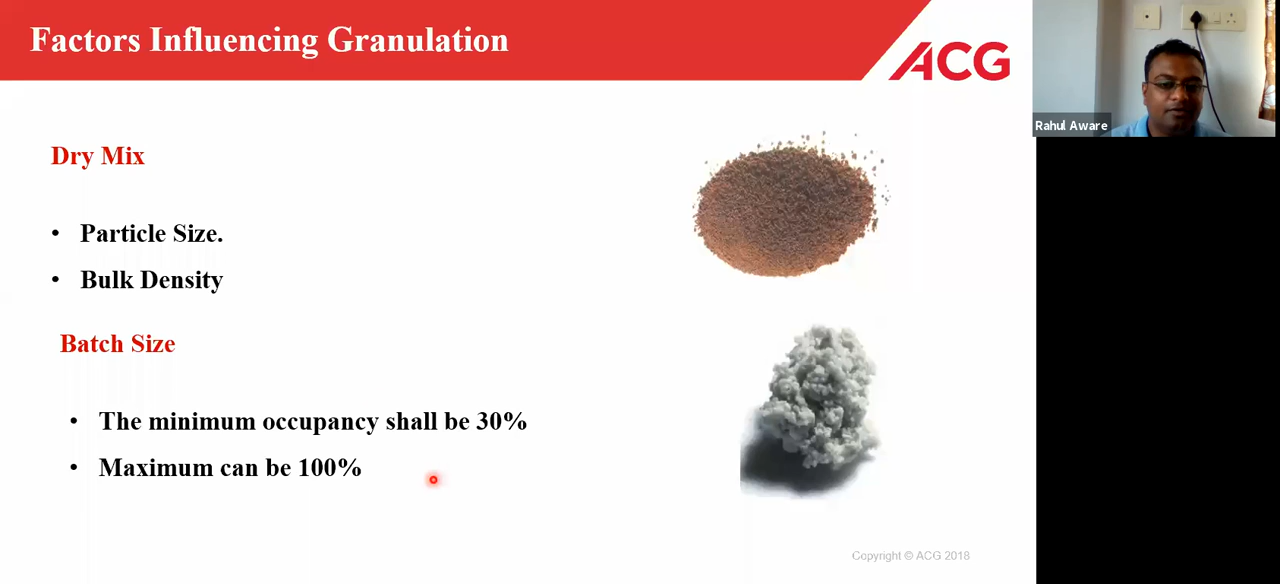 Factors Influencing Granulation
ACG
Rahul Aware
Dry Mix
• Particle Size.
• Bulk Density
Batch Size
• The minimum occupancy shall be 30%
• Maximum can be 100%
Copyright © ACG 2018